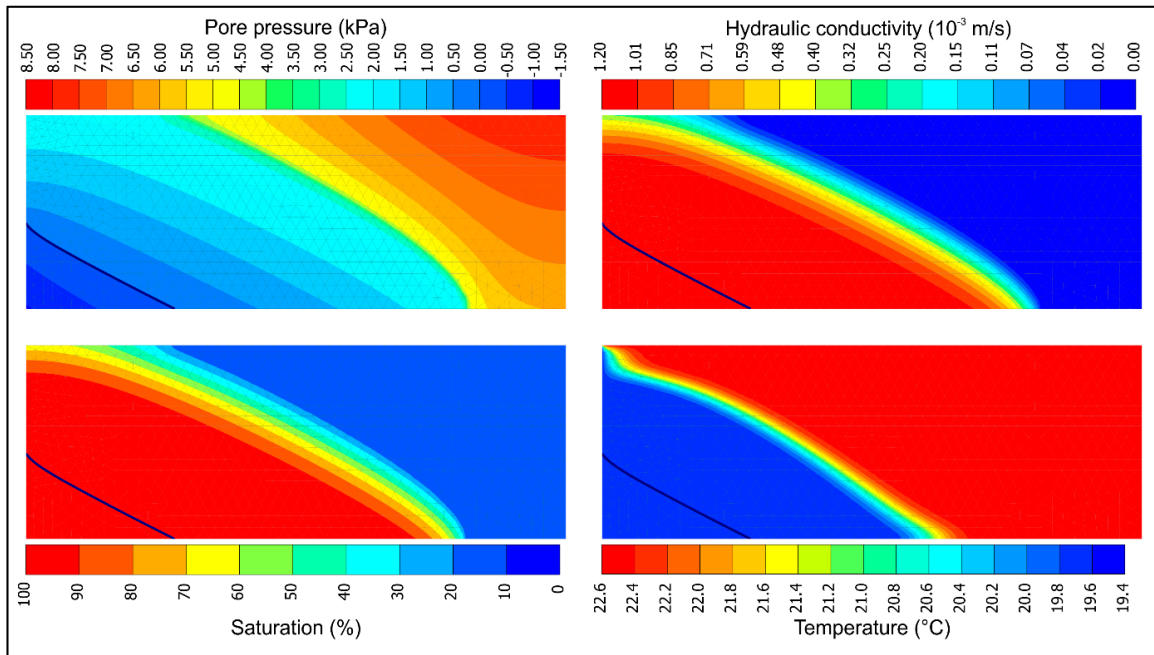 Pore pressure (kPa)
8.50 8.00 7.00 6.00 5.50 5.00 4.50 4.00 3.50 3.00 2.50 2.00 1.50 1.00 0.50 0.00 -0.50 -1.00 -1.50
Hydraulic conductivity (10⁻³ m/s)
1.20 1.01 0.85 0.71 0.59 0.48 0.40 0.32 0.25 0.20 0.15 0.11 0.07 0.04 0.02 0.00
100 90 80 70 60 50 40 30 20 10 0
Saturation (%)
22.6 22.4 22.0 21.8 21.6 21.4 21.2 21.0 20.8 20.6 20.4 20.2 20.0 19.8 19.6 19.4
Temperature (°C)